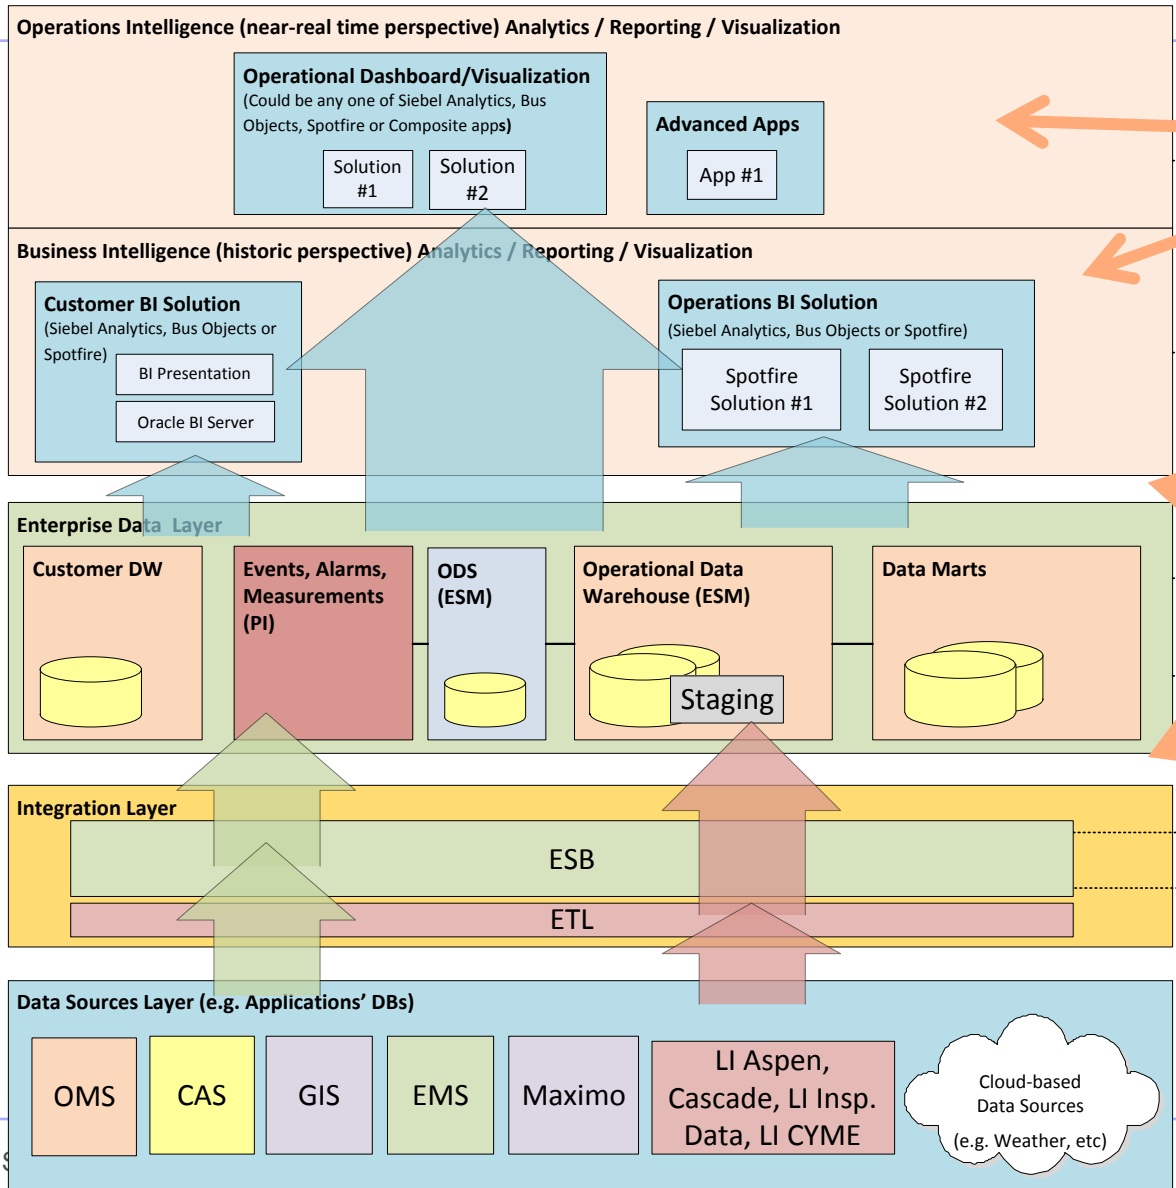 Operations Intelligence (near-real time perspective) Analytics / Reporting / Visualization
Operational Dashboard/Visualization
(Could be any one of Siebel Analytics, Bus
Objects, Spotfire or Composite apps)
Solution
#1
Solution
#2
Advanced Apps
App #1
Business Intelligence (historic perspective) Analytics / Reporting / Visualization
Customer BI Solution
(Siebel Analytics, Bus Objects or
Spotfire)
BI Presentation
Oracle BI Server
Operations BI Solution
(Siebel Analytics, Bus Objects or Spotfire)
Spotfire
Solution #1
Spotfire
Solution #2
Enterprise Data Layer
Customer DW
Events, Alarms,
Measurements
(PI)
ODS
(ESM)
Operational Data
Warehouse (ESM)
Staging
Data Marts
Integration Layer
ESB
ETL
Data Sources Layer (e.g. Applications' DBs)
OMS
CAS
GIS
EMS
Maximo
LI Aspen,
Cascade, LI Insp.
Data, LI CYME
Cloud-based
Data Sources
(e.g. Weather, etc)